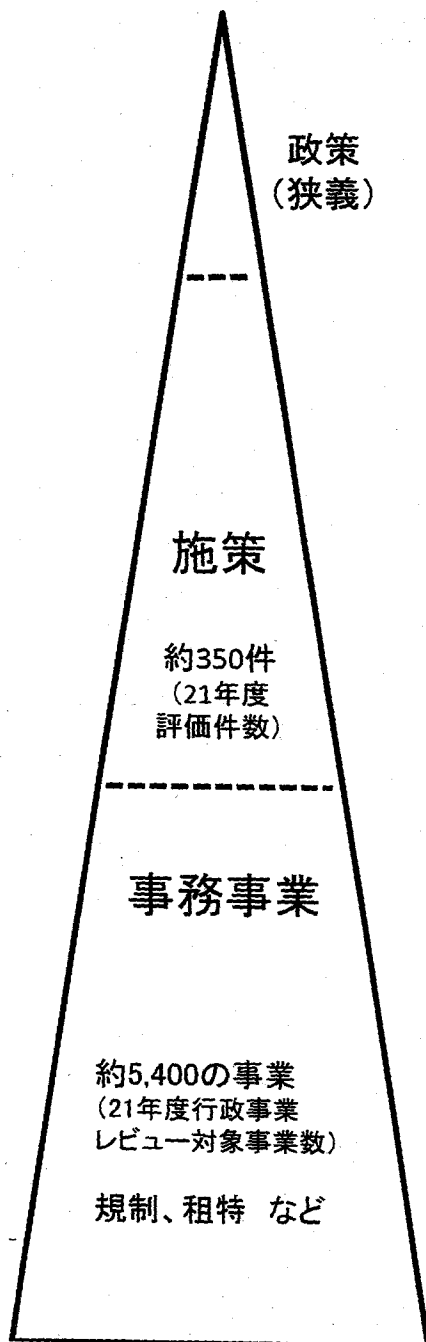 政策
（狭義）
施策
約350件
（21年度
評価件数）
事務事業
約5,400の事業
（21年度行政事業
レビュー対象事業数）
規制、租特 など